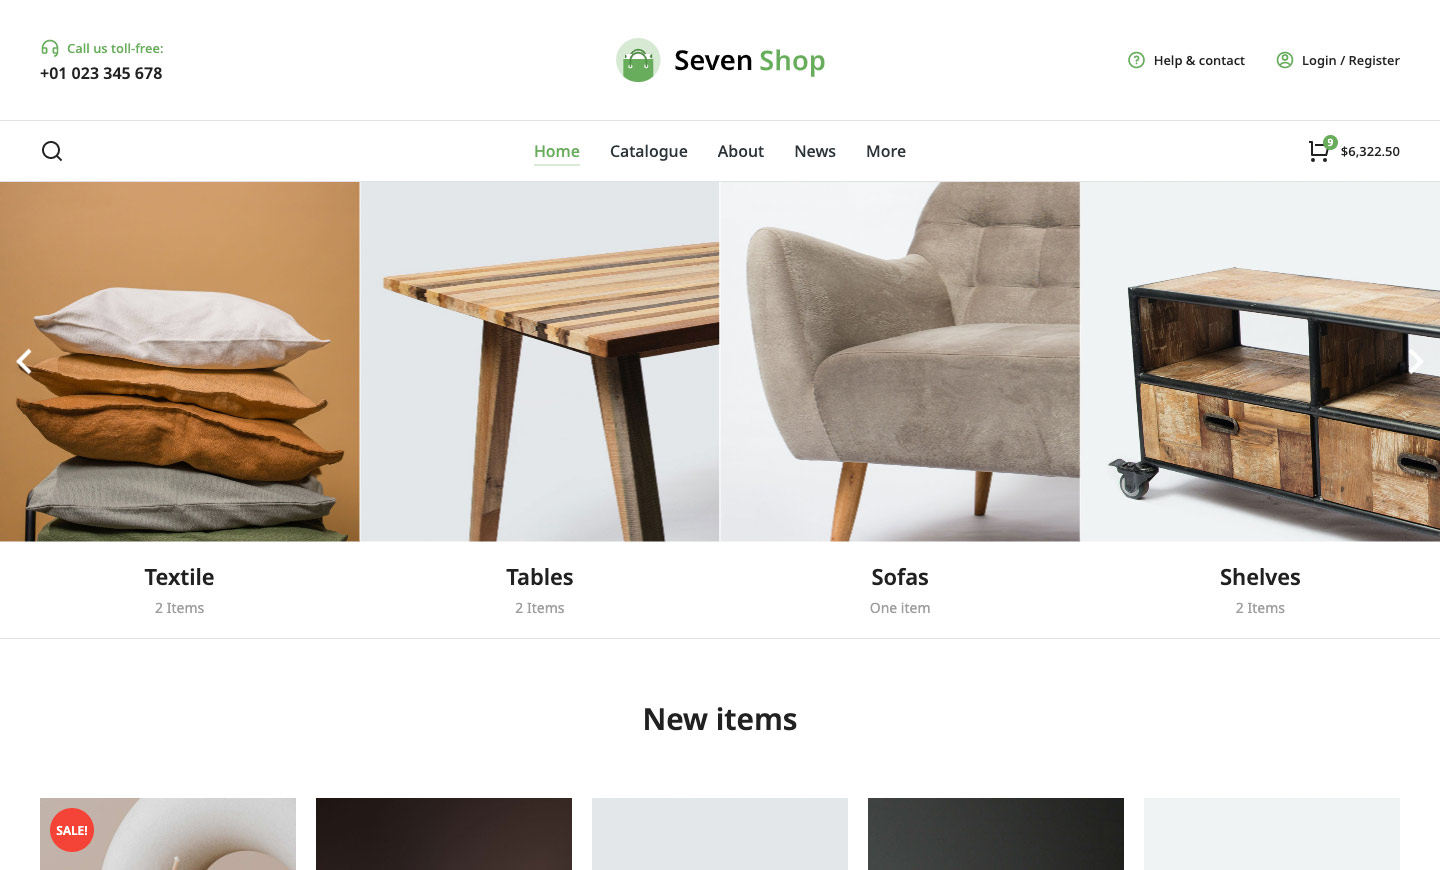 Call us toll-free:
+01 023 345 678
Seven Shop
Help & contact
Login / Register
Home
Catalogue
About
News
More
9
$6,322.50
Textile
2 Items
Tables
2 Items
Sofas
One item
Shelves
2 Items
New items
SALE!